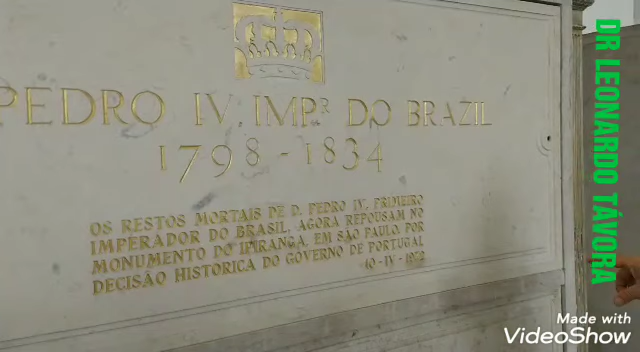 PEDRO IV. IMP.R DO BRAZIL
1798 - 1834
OS RESTOS MORTAIS DE D. PEDRO IV, PRIMEIRO
IMPERADOR DO BRASIL, AGORA REPOUSAM NO
MONUMENTO DO IPIRANGA, EM SÃO PAULO, POR
DECISÃO HISTÓRICA DO GOVERNO DE PORTUGAL
10-IV-1972
DR LEONARDO TÁVORA
Made with
VideoShow